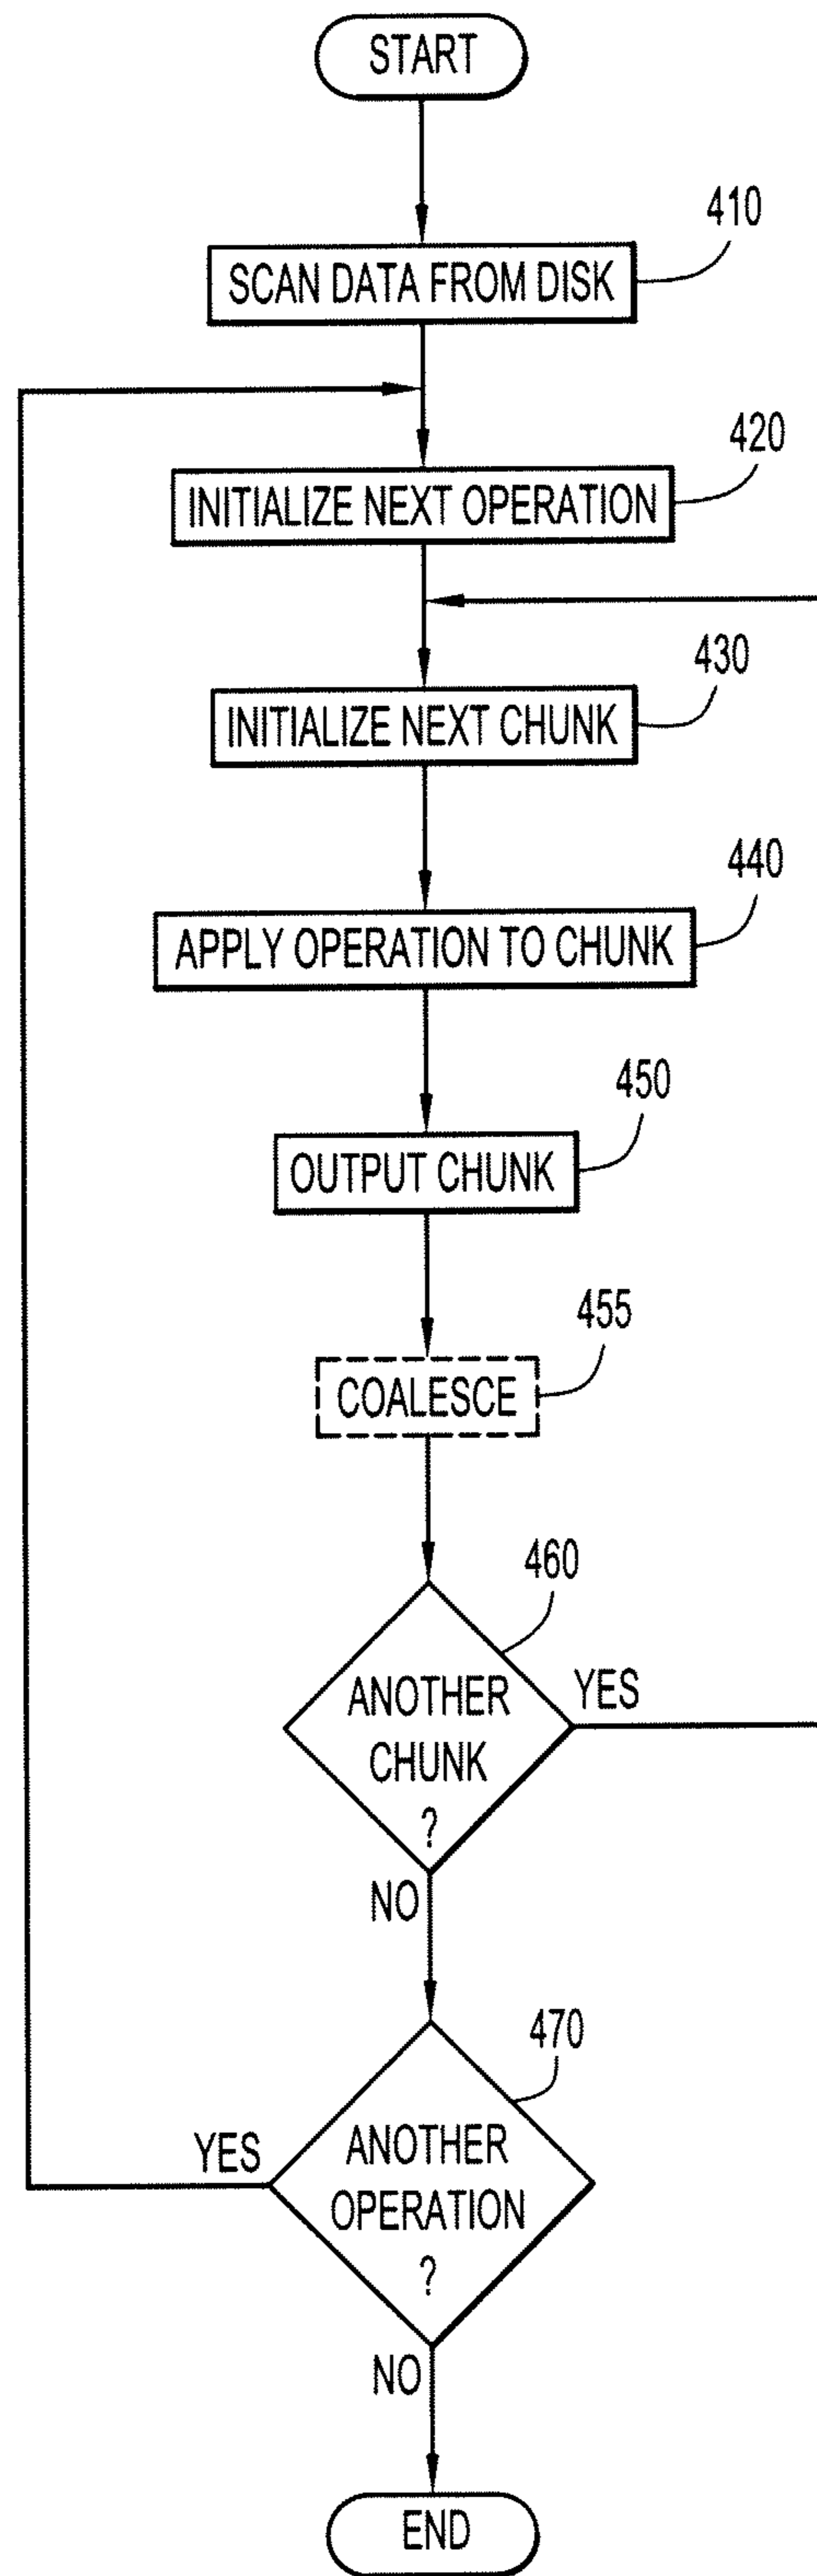 START
410
SCAN DATA FROM DISK
420
INITIALIZE NEXT OPERATION
430
INITIALIZE NEXT CHUNK
440
APPLY OPERATION TO CHUNK
450
OUTPUT CHUNK
455
COALESCE
460
ANOTHER
CHUNK
?
YES
NO
470
ANOTHER
OPERATION
?
YES
NO
END